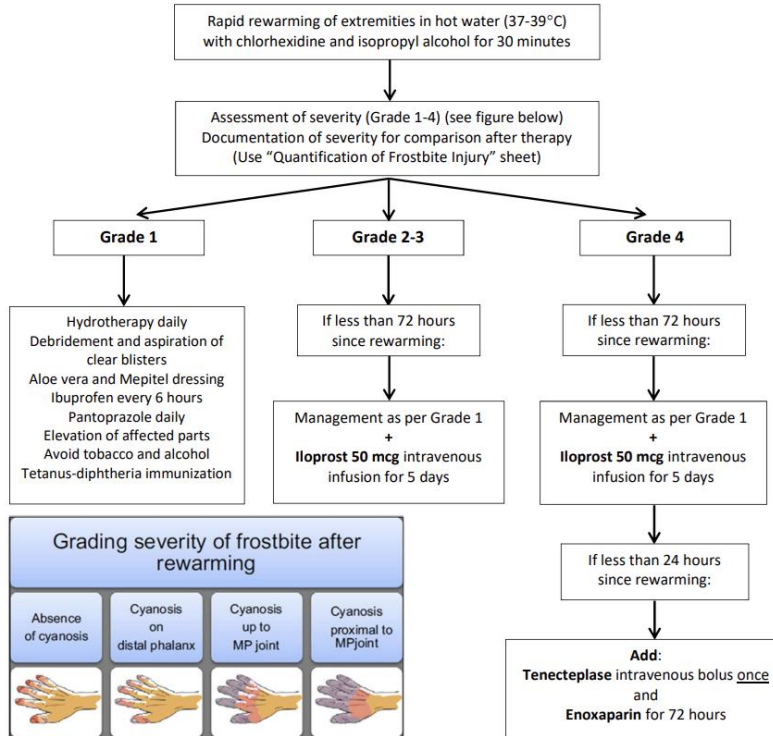 Rapid rewarming of extremities in hot water (37-39°C)
with chlorhexidine and isopropyl alcohol for 30 minutes
Assessment of severity (Grade 1-4) (see figure below)
Documentation of severity for comparison after therapy
(Use “Quantification of Frostbite Injury” sheet)
Grade 1
Hydrotherapy daily
Debridement and aspiration of
clear blisters
Aloe vera and Mepitel dressing
Ibuprofen every 6 hours
Pantoprazole daily
Elevation of affected parts
Avoid tobacco and alcohol
Tetanus-diphtheria immunization
Grade 2-3
If less than 72 hours
since rewarming:
Management as per Grade 1
+
Iloprost 50 mcg intravenous
infusion for 5 days
Grade 4
If less than 72 hours
since rewarming:
Management as per Grade 1
+
Iloprost 50 mcg intravenous
infusion for 5 days
If less than 24 hours
since rewarming:
Add:
Tenecteplase intravenous bolus once
and
Enoxaparin for 72 hours
Grading severity of frostbite after
rewarming
Absence
of cyanosis
Cyanosis
on
distal phalanx
Cyanosis
up to
MP joint
Cyanosis
proximal to
MPjoint